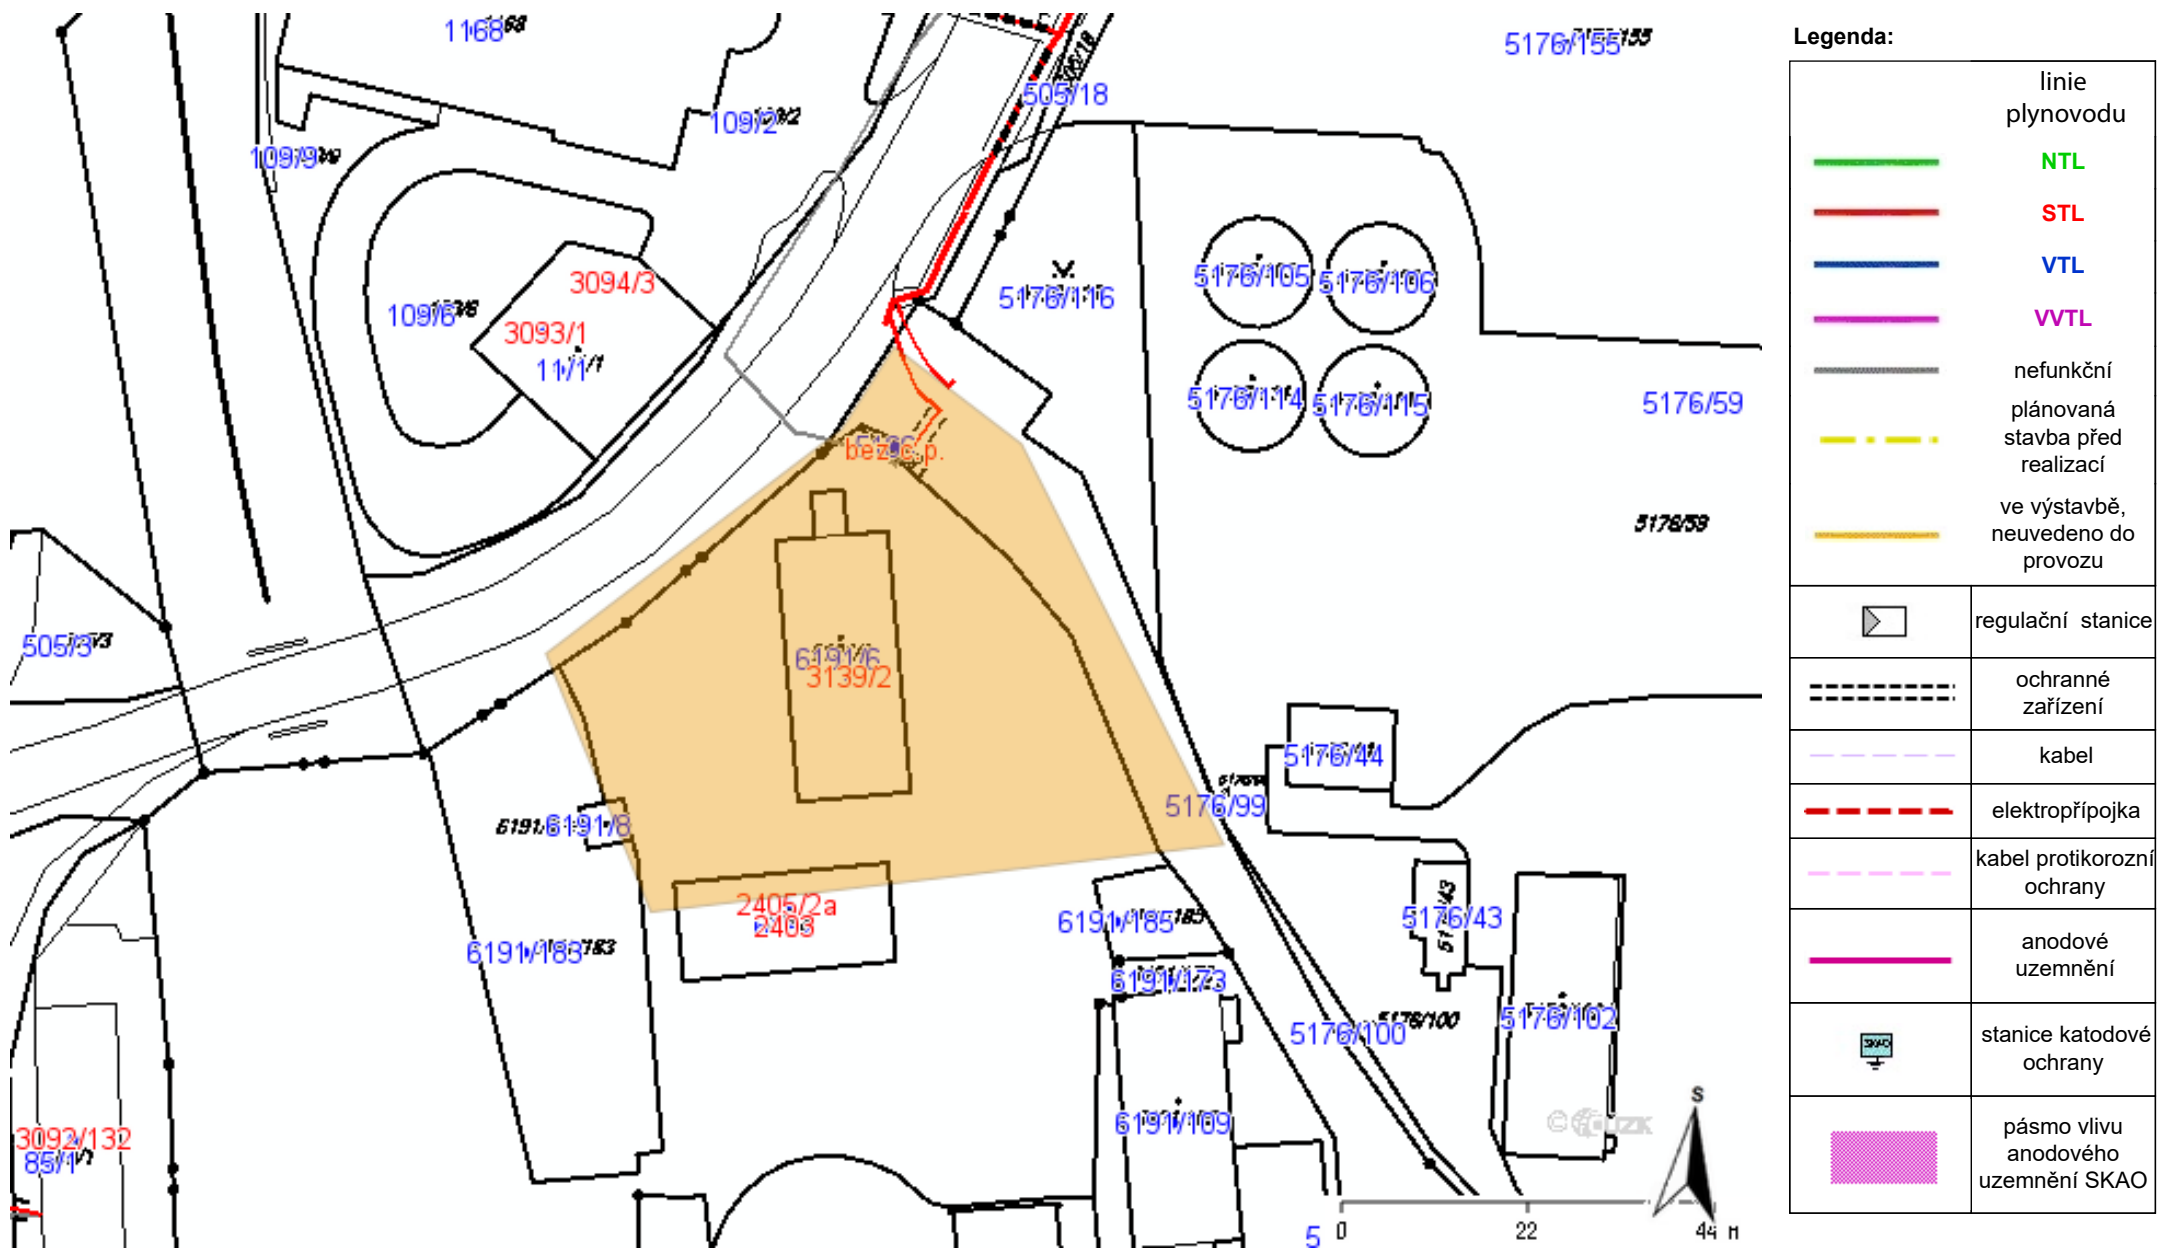 1168
109/2
109/9
505/18
5176/155
3094/3
3093/1
11/1
109/6
5176/116
5176/105
5176/106
5176/114
5176/115
5176/59
5176/59
bez č.p.
505/3
6191/6
3139/2
5176/44
5176/99
6191/8
2405/2a
2403
6191/183
6191/185
6191/173
6191/109
5176/43
5176/100
5176/100
5176/102
3092/132
85/1
5
S
0 22 44 M
Legenda:
linie
plynovodu
NTL
STL
VTL
VVTL
nefunkční
plánovaná
stavba před
realizací
ve výstavbě,
neuvedeno do
provozu
regulační stanice
ochranné
zařízení
kabel
elektropřípojka
kabel protikorozní
ochrany
anodové
uzemnění
SKAO
stanice katodové
ochrany
pásmo vlivu
anodového
uzemnění SKAO